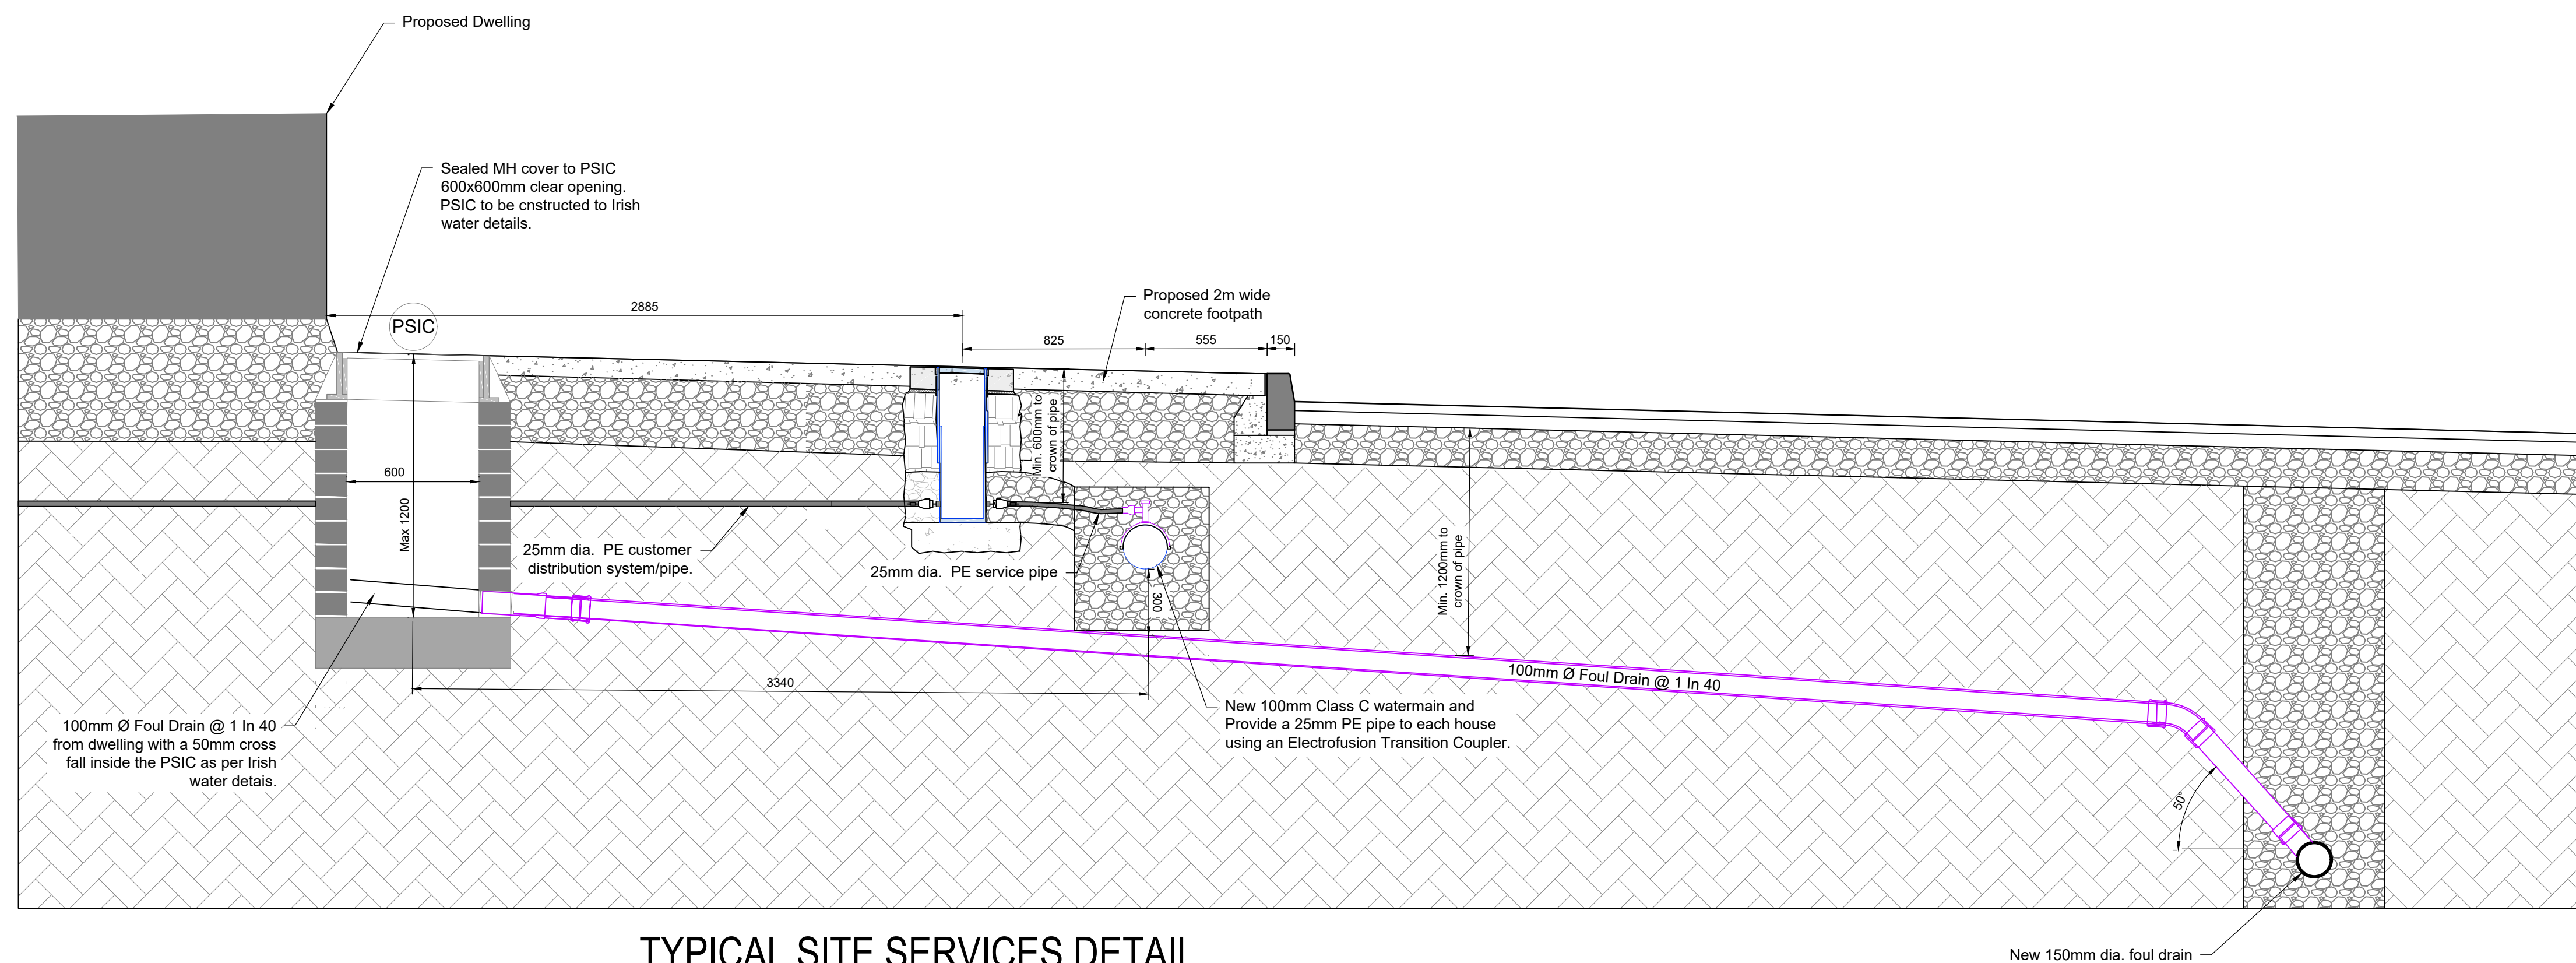 Proposed Dwelling
Sealed MH cover to PSIC
600x600mm clear opening.
PSIC to be cnstructed to Irish
water details.
PSIC
2885
Proposed 2m wide
concrete footpath
825
555
150
Min. 600mm to
crown of pipe
600
Max 1200
25mm dia. PE customer
distribution system/pipe.
25mm dia. PE service pipe
300
Min. 1200mm to
crown of pipe
100mm Ø Foul Drain @ 1 In 40
3340
New 100mm Class C watermain and
Provide a 25mm PE pipe to each house
using an Electrofusion Transition Coupler.
100mm Ø Foul Drain @ 1 In 40
from dwelling with a 50mm cross
fall inside the PSIC as per Irish
water detais.
50°
New 150mm dia. foul drain
TYPICAL SITE SERVICES DETAIL